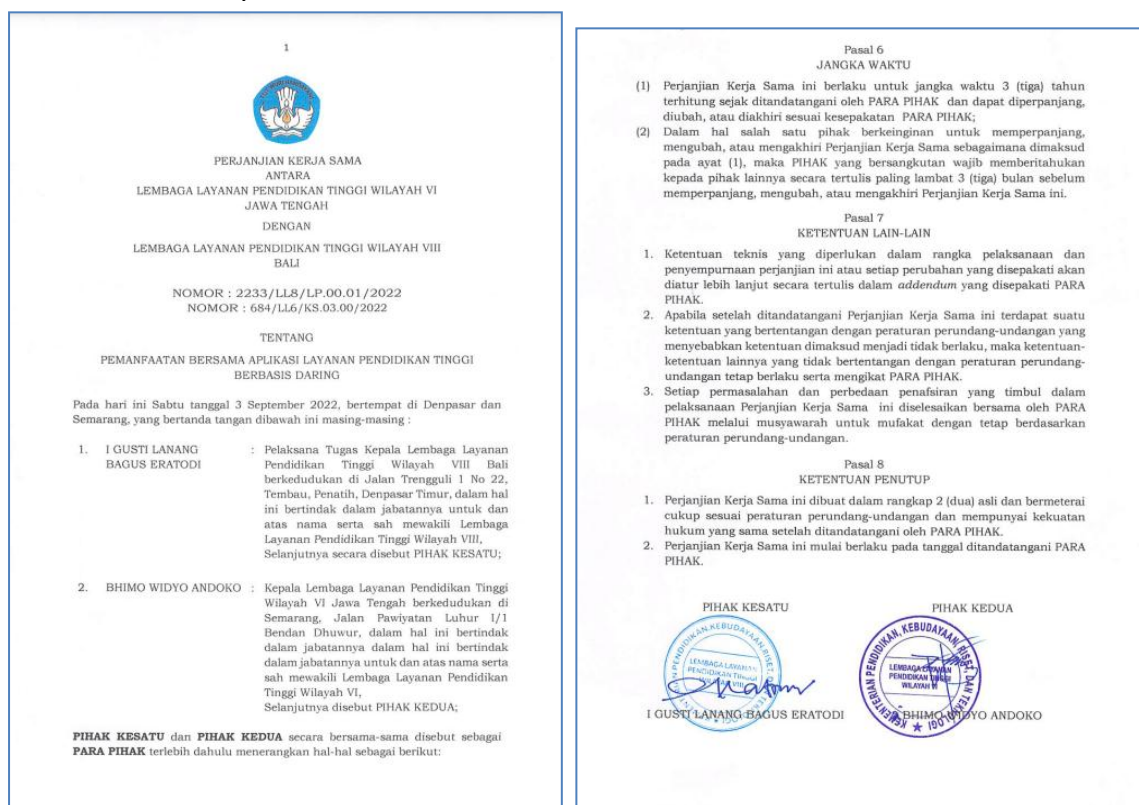 1
PERJANJIAN KERJA SAMA
ANTARA
LEMBAGA LAYANAN PENDIDIKAN TINGGI WILAYAH VI
JAWA TENGAH
DENGAN
LEMBAGA LAYANAN PENDIDIKAN TINGGI WILAYAH VIII
BALI
NOMOR : 2233/LL8/LP.00.01/2022
NOMOR : 684/LL6/KS.03.00/2022
TENTANG
PEMANFAATAN BERSAMA APLIKASI LAYANAN PENDIDIKAN TINGGI
BERBASIS DARING
Pada hari ini Sabtu tanggal 3 September 2022, bertempat di Denpasar dan
Semarang, yang bertanda tangan dibawah ini masing-masing :
1. I GUSTI LANANG : Pelaksana Tugas Kepala Lembaga Layanan
BAGUS ERATODI Pendidikan Tinggi Wilayah VIII Bali
berkedudukan di Jalan Trengguli 1 No 22,
Tembau, Penatih, Denpasar Timur, dalam hal
ini bertindak dalam jabatannya untuk dan
atas nama serta sah mewakili Lembaga
Layanan Pendidikan Tinggi Wilayah VIII,
Selanjutnya secara disebut PIHAK KESATU;
2. BHIMO WIDYO ANDOKO : Kepala Lembaga Layanan Pendidikan Tinggi
Wilayah VI Jawa Tengah berkedudukan di
Semarang, Jalan Pawiyatan Luhur I/1
Bendan Dhuwur, dalam hal ini bertindak
dalam jabatannya dalam hal ini bertindak
dalam jabatannya untuk dan atas nama serta
sah mewakili Lembaga Layanan Pendidikan
Tinggi Wilayah VI,
Selanjutnya disebut PIHAK KEDUA;
PIHAK KESATU dan PIHAK KEDUA secara bersama-sama disebut sebagai
PARA PIHAK terlebih dahulu menerangkan hal-hal sebagai berikut:
Pasal 6
JANGKA WAKTU
(1) Perjanjian Kerja Sama ini berlaku untuk jangka waktu 3 (tiga) tahun
terhitung sejak ditandatangani oleh PARA PIHAK dan dapat diperpanjang,
diubah, atau diakhiri sesuai kesepakatan PARA PIHAK;
(2) Dalam hal salah satu pihak berkeinginan untuk memperpanjang,
mengubah, atau mengakhiri Perjanjian Kerja Sama sebagaimana dimaksud
pada ayat (1), maka PIHAK yang bersangkutan wajib memberitahukan
kepada pihak lainnya secara tertulis paling lambat 3 (tiga) bulan sebelum
memperpanjang, mengubah, atau mengakhiri Perjanjian Kerja Sama ini.
Pasal 7
KETENTUAN LAIN-LAIN
1. Ketentuan teknis yang diperlukan dalam rangka pelaksanaan dan
penyempurnaan perjanjian ini atau setiap perubahan yang disepakati akan
diatur lebih lanjut secara tertulis dalam addendum yang disepakati PARA
PIHAK.
2. Apabila setelah ditandatangani Perjanjian Kerja Sama ini terdapat suatu
ketentuan yang bertentangan dengan peraturan perundang-undangan yang
menyebabkan ketentuan dimaksud menjadi tidak berlaku, maka ketentuan-
ketentuan lainnya yang tidak bertentangan dengan peraturan perundang-
undangan tetap berlaku serta mengikat PARA PIHAK.
3. Setiap permasalahan dan perbedaan penafsiran yang timbul dalam
pelaksanaan Perjanjian Kerja Sama ini diselesaikan bersama oleh PARA
PIHAK melalui musyawarah untuk mufakat dengan tetap berdasarkan
peraturan perundang-undangan.
Pasal 8
KETENTUAN PENUTUP
1. Perjanjian Kerja Sama ini dibuat dalam rangkap 2 (dua) asli dan bermeterai
cukup sesuai peraturan perundang-undangan dan mempunyai kekuatan
hukum yang sama setelah ditandatangani oleh PARA PIHAK.
2. Perjanjian Kerja Sama ini mulai berlaku pada tanggal ditandatangani PARA
PIHAK.
PIHAK KESATU
LEMBAGA LAYANAN
PENDIDIKAN TINGGI
WILAYAH VIII
I GUSTI LANANG BAGUS ERATODI
PIHAK KEDUA
KEMENTERIAN PENDIDIKAN, KEBUDAYAAN, RISET, DAN TEKNOLOGI
LEMBAGA LAYANAN
PENDIDIKAN TINGGI
WILAYAH VI
BHIMO WIDYO ANDOKO